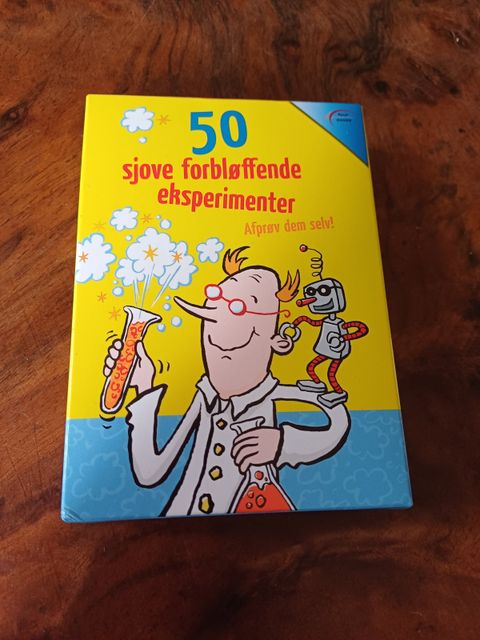 50
sjove forbløffende
eksperimenter
Afprøv dem selv!